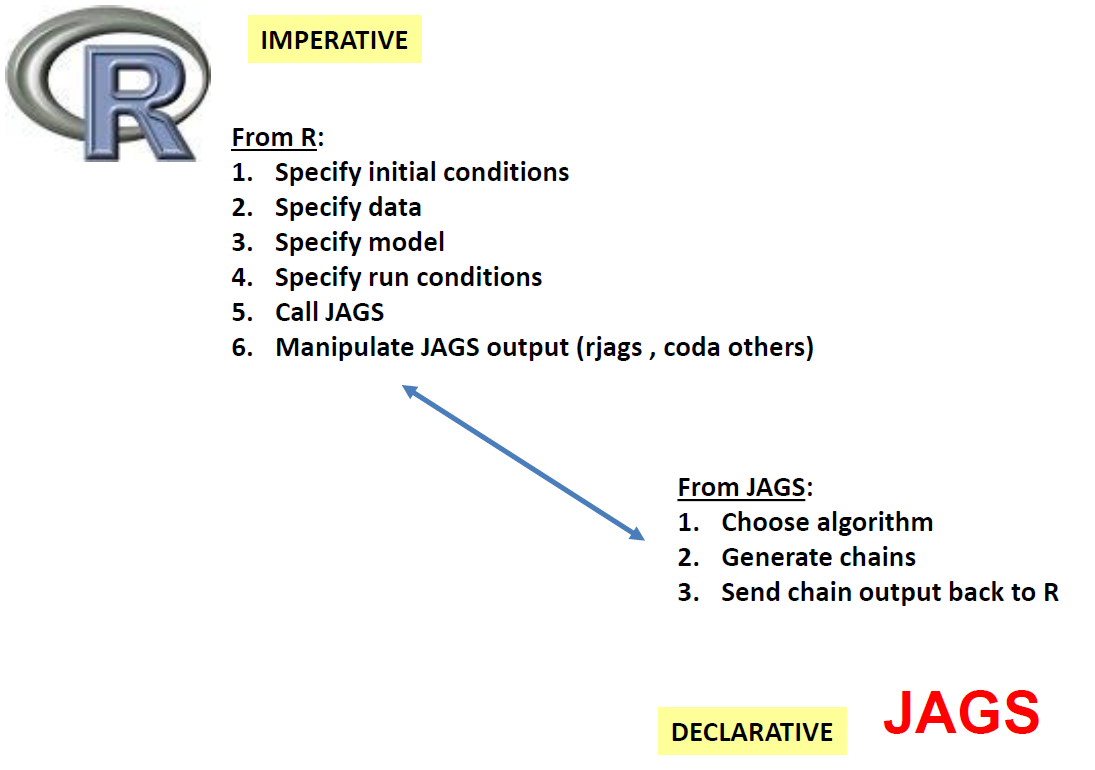 R
IMPERATIVE
From R:
1. Specify initial conditions
2. Specify data
3. Specify model
4. Specify run conditions
5. Call JAGS
6. Manipulate JAGS output (rjags , coda others)
From JAGS:
1. Choose algorithm
2. Generate chains
3. Send chain output back to R
DECLARATIVE
JAGS